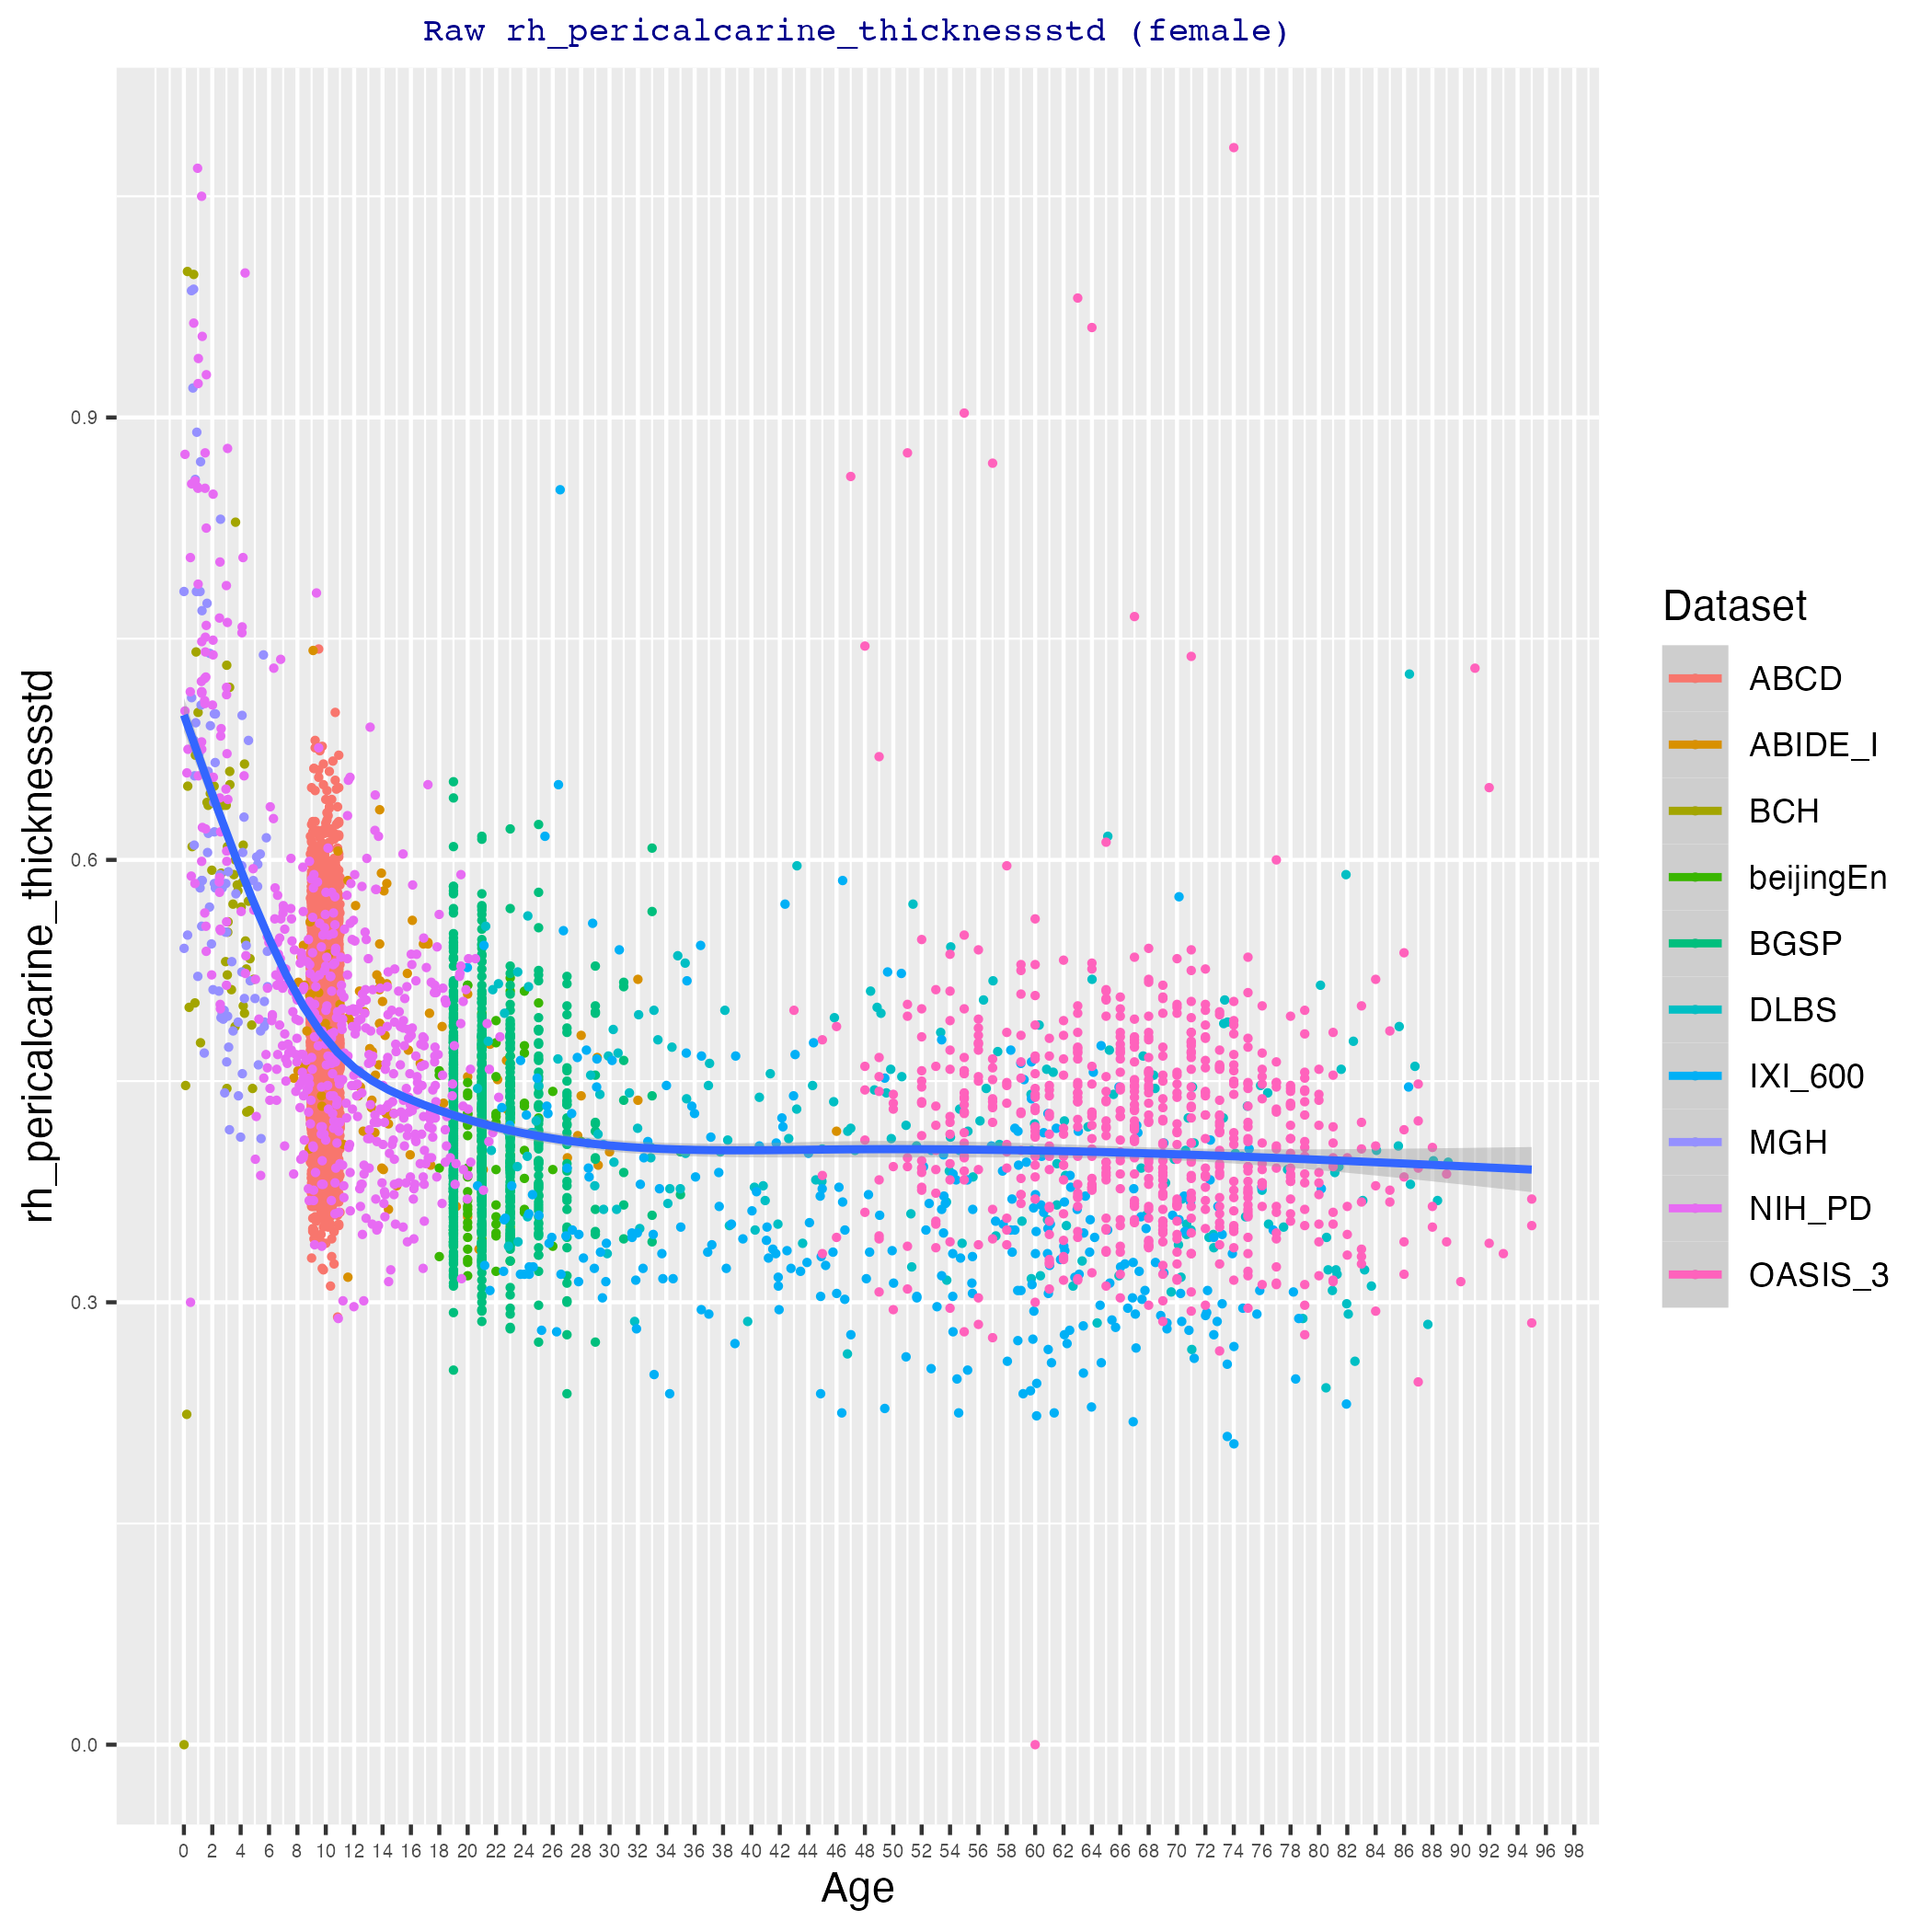 Raw rh_pericalcarine_thicknessstd (female)
rh_pericalcarine_thicknessstd
0.9
0.6
0.3
0.0
0 2 4 6 8 10 12 14 16 18 20 22 24 26 28 30 32 34 36 38 40 42 44 46 48 50 52 54 56 58 60 62 64 66 68 70 72 74 76 78 80 82 84 86 88 90 92 94 96 98
Age
Dataset
ABCD
ABIDE_I
BCH
beijingEn
BGSP
DLBS
IXI_600
MGH
NIH_PD
OASIS_3